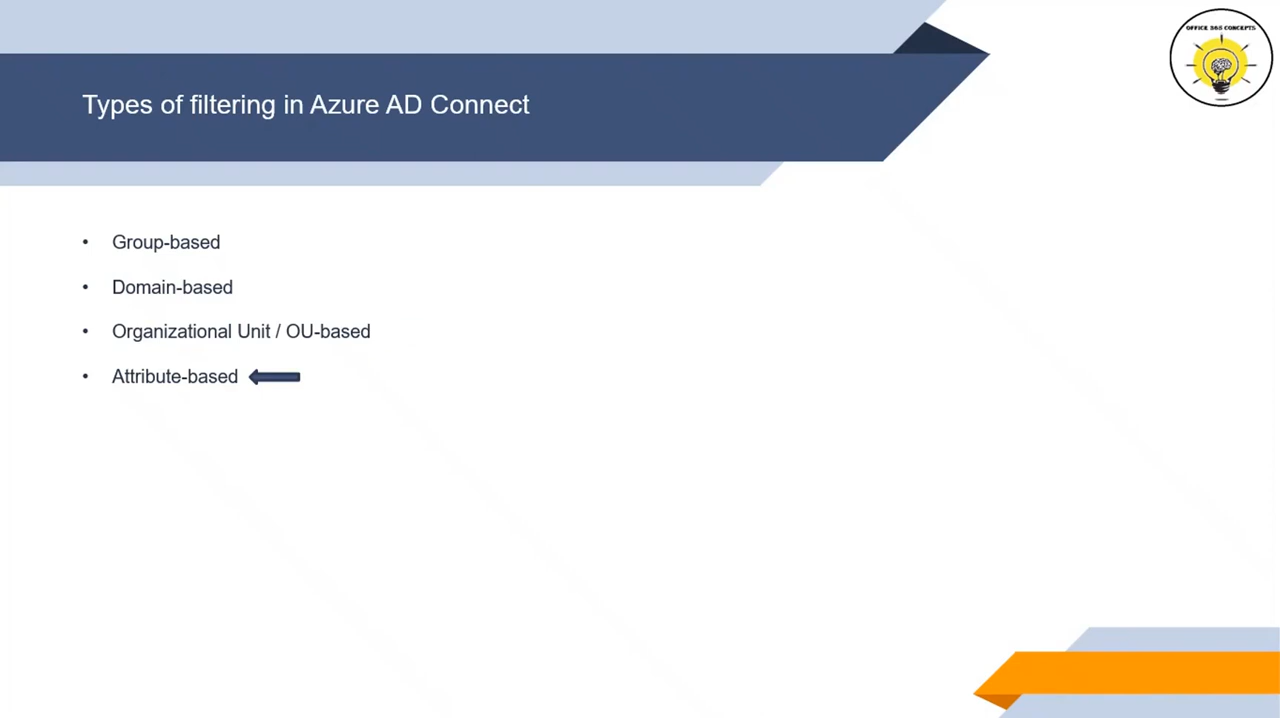 OFFICE 365 CONCEPTS
Types of filtering in Azure AD Connect
• Group-based
• Domain-based
• Organizational Unit / OU-based
• Attribute-based